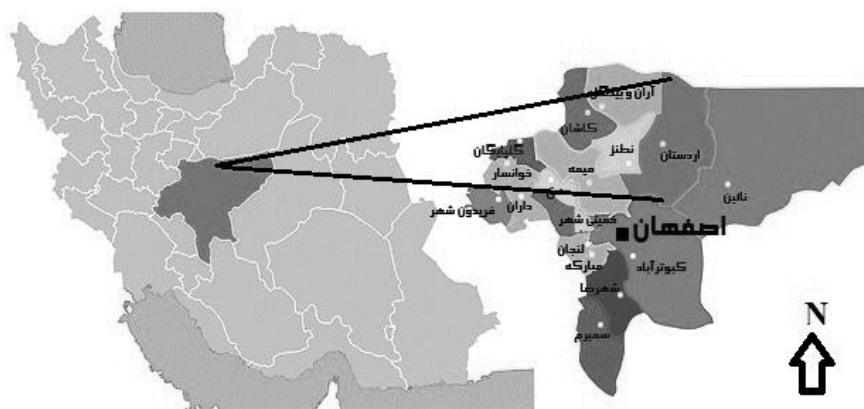 آران و بیدگل
کاشان
گلپایگان
نطنز
اردستان
خوانسار
میمه
نائین
داران
فریدون شهر
خمینی شهر
اصفهان
لنجان
مبارکه
کبوترآباد
شهرضا
سمیرم
N